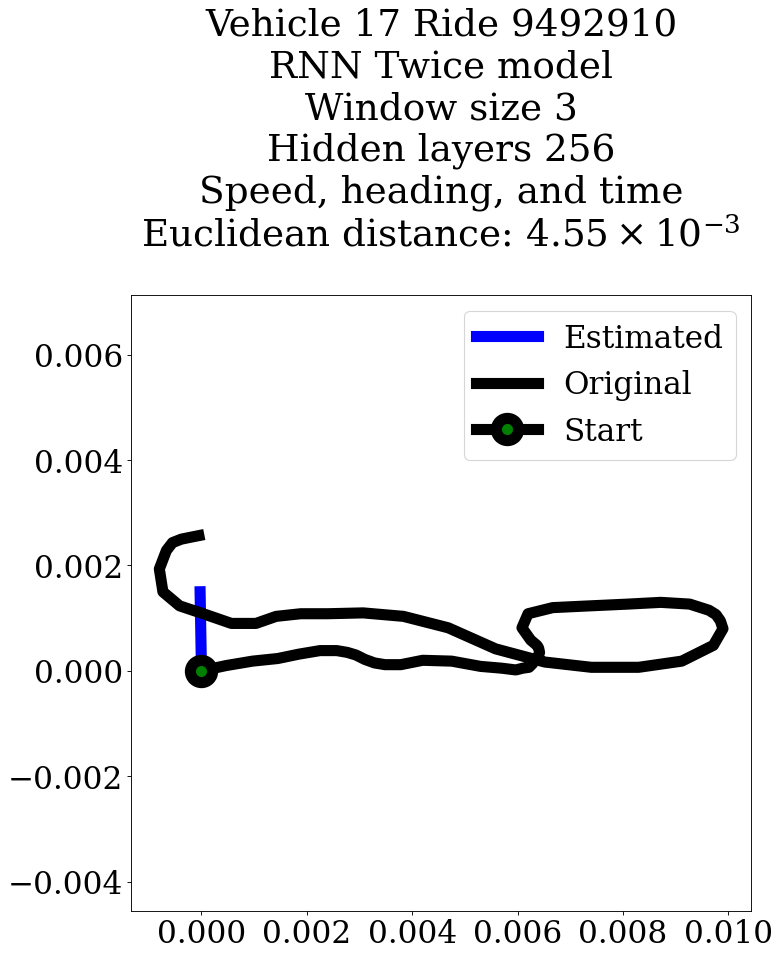 Vehicle 17 Ride 9492910
RNN Twice model
Window size 3
Hidden layers 256
Speed, heading, and time
Euclidean distance: 4.55 × 10⁻³
Estimated
Original
Start
0.006
0.004
0.002
0.000
−0.002
−0.004
0.000 0.002 0.004 0.006 0.008 0.010